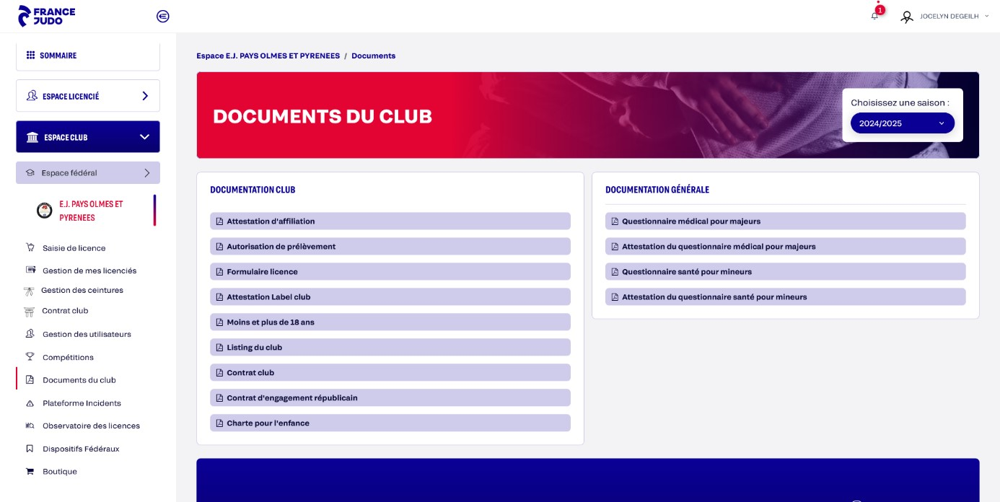 FRANCE
JUDO
1
JOCELYN DEGEILH
SOMMAIRE
ESPACE LICENCIÉ
ESPACE CLUB
Espace fédéral
E.J. PAYS OLMES ET
PYRENEES
Saisie de licence
Gestion de mes licenciés
Gestion des ceintures
Contrat club
Gestion des utilisateurs
Compétitions
Documents du club
Plateforme Incidents
Observatoire des licences
Dispositifs Fédéraux
Boutique
Espace E.J. PAYS OLMES ET PYRENEES / Documents
DOCUMENTS DU CLUB
Choisissez une saison :
2024/2025
DOCUMENTATION CLUB
Attestation d'affiliation
Autorisation de prélèvement
Formulaire licence
Attestation Label club
Moins et plus de 18 ans
Listing du club
Contrat club
Contrat d'engagement républicain
Charte pour l'enfance
DOCUMENTATION GÉNÉRALE
Questionnaire médical pour majeurs
Attestation du questionnaire médical pour majeurs
Questionnaire santé pour mineurs
Attestation du questionnaire santé pour mineurs